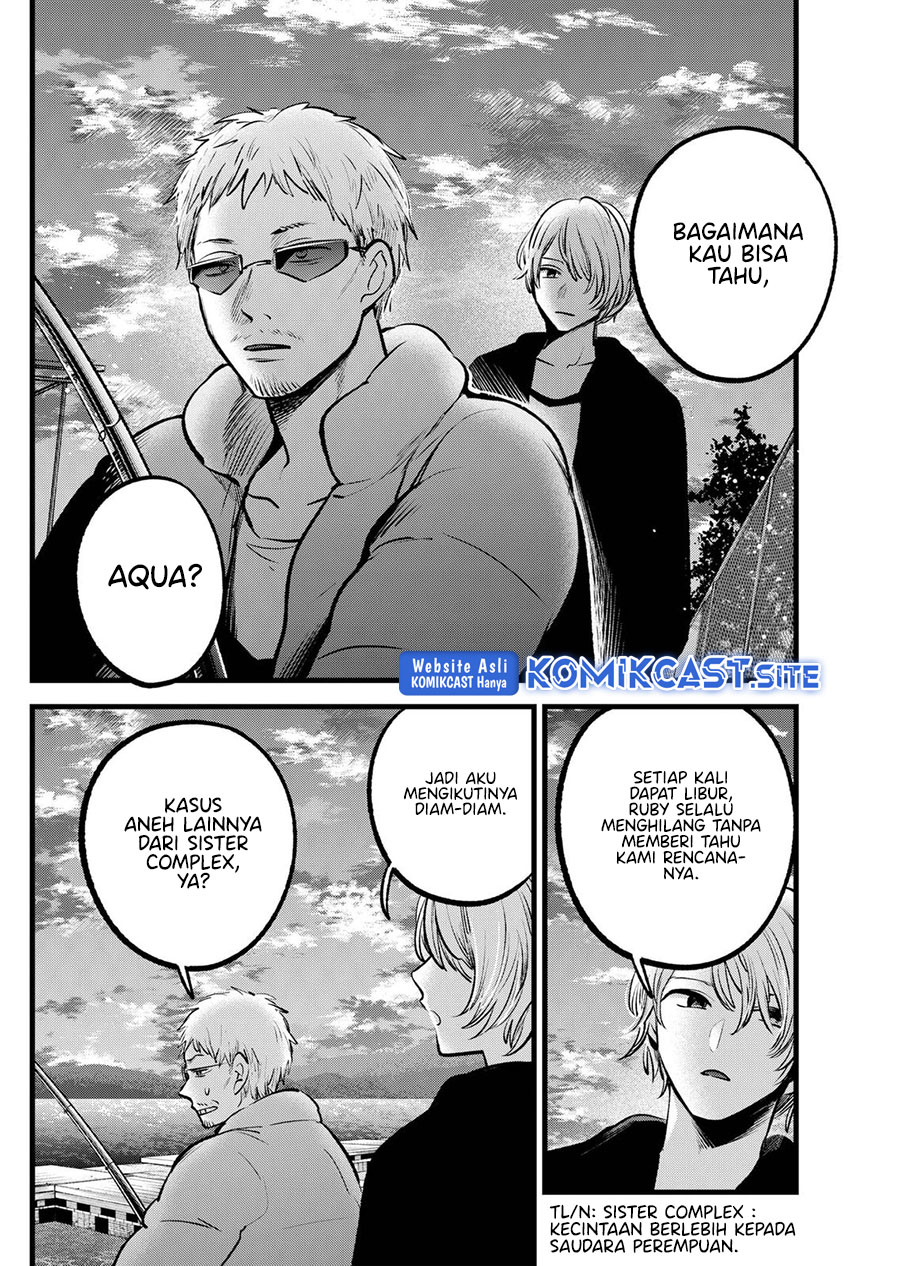 BAGAIMANA
KAU BISA
TAHU,
AQUA?
Website Asli
KOMIKCAST Hanya
KOMIKCAST.SITE
SETIAP KALI
DAPAT LIBUR,
RUBY SELALU
MENGHILANG TANPA
MEMBERI TAHU
KAMI RENCANA-
NYA.
JADI AKU
MENGIKUTINYA
DIAM-DIAM.
KASUS
ANEH LAINNYA
DARI SISTER
COMPLEX,
YA?
TL/N: SISTER COMPLEX :
KECINTAAN BERLEBIH KEPADA
SAUDARA PEREMPUAN.